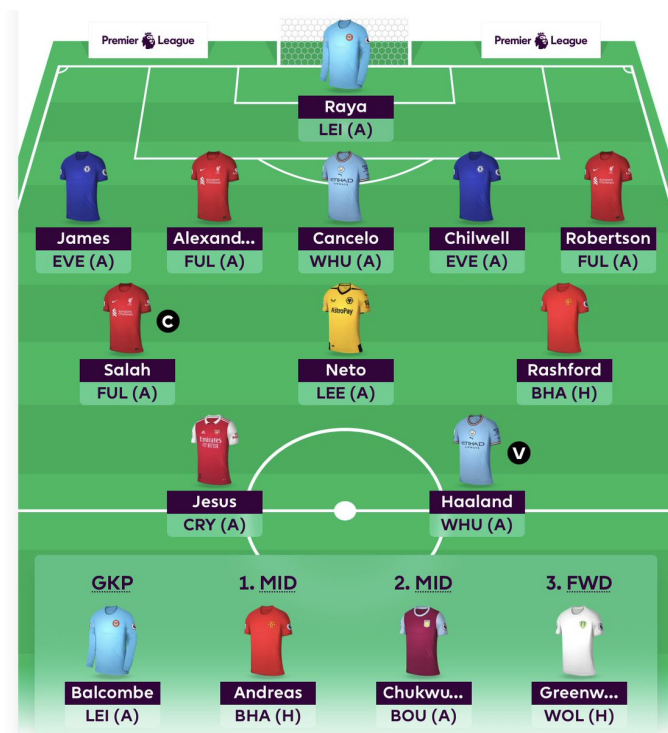 Premier League
Premier League
Raya
LEI (A)
James
Alexand...
Cancelo
Chilwell
Robertson
EVE (A)
FUL (A)
WHU (A)
EVE (A)
FUL (A)
C
Salah
Neto
Rashford
FUL (A)
LEE (A)
BHA (H)
V
Jesus
Haaland
CRY (A)
WHU (A)
GKP
1. MID
2. MID
3. FWD
Balcombe
Andreas
Chukwu...
Greenw...
LEI (A)
BHA (H)
BOU (A)
WOL (H)